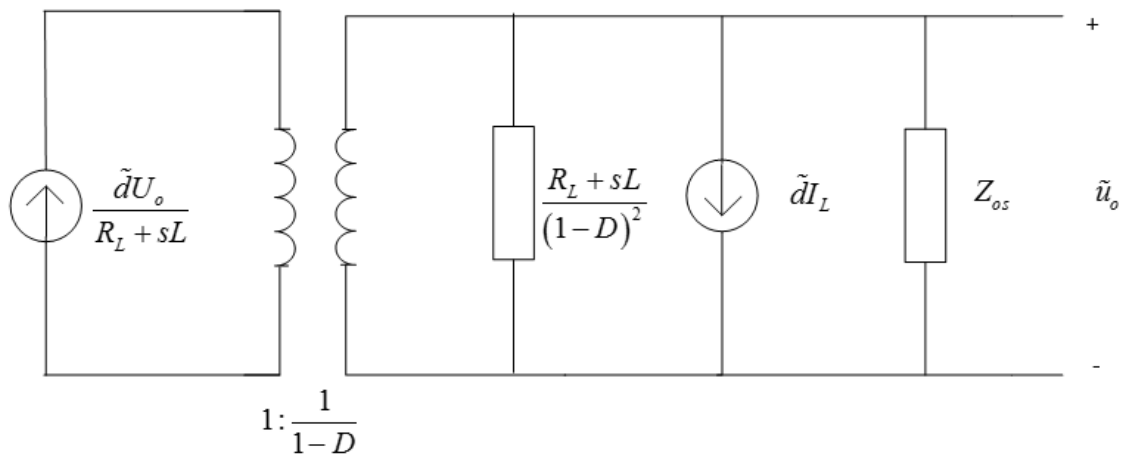 +
d̃U_o / (R_L + sL)
(R_L + sL) / (1 − D)^2
d̃I_L
Z_os
ũ_o
-
1 : 1 / (1 − D)